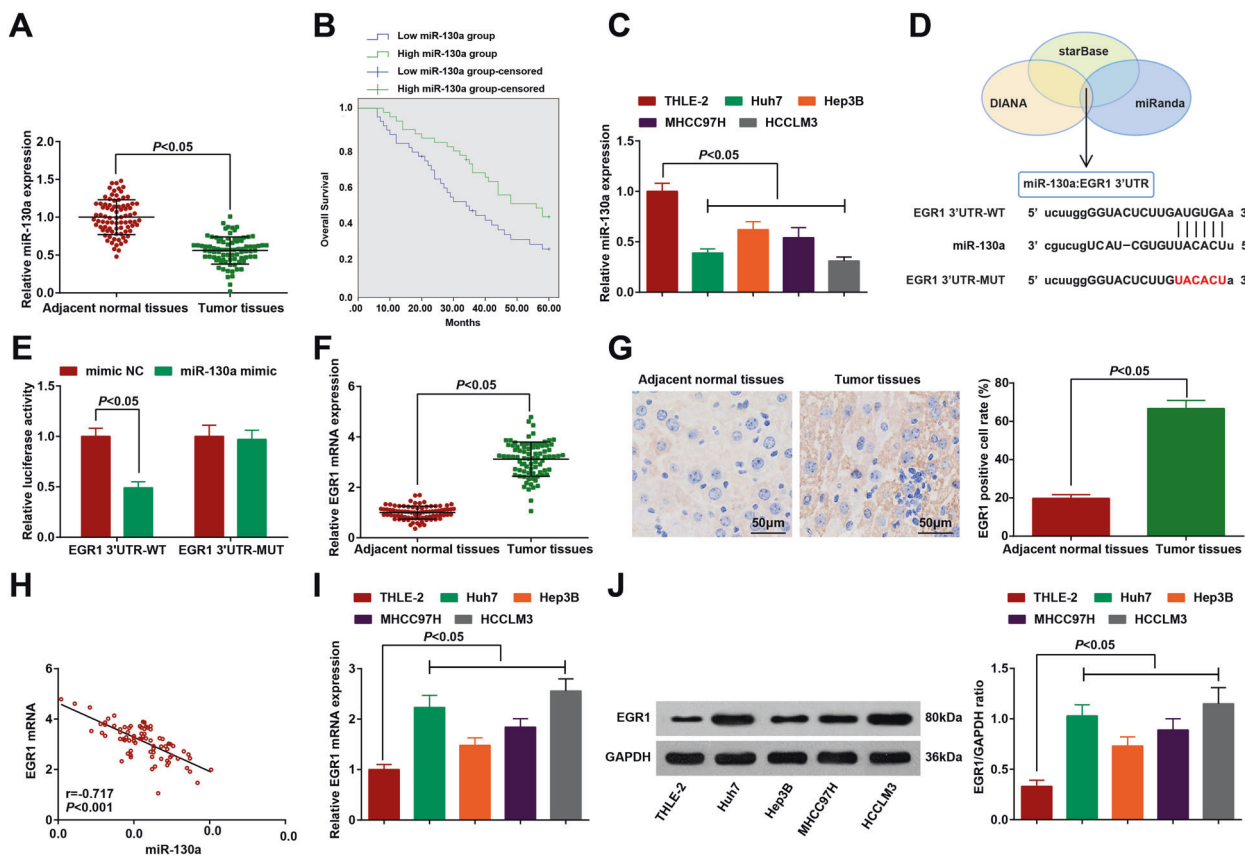 A
P<0.05
Relative miR-130a expression
2.0
1.5
1.0
0.5
0.0
Adjacent normal tissues
Tumor tissues
B
Low miR-130a group
High miR-130a group
Low miR-130a group-censored
High miR-130a group-censored
Overall Survival
1.0
0.8
0.6
0.4
0.2
0.0
.00 10.00 20.00 30.00 40.00 50.00 60.00
Months
C
THLE-2 Huh7 Hep3B
MHCC97H HCCLM3
P<0.05
Relative miR-130a expression
1.5
1.0
0.5
0.0
D
starBase
DIANA
miRanda
miR-130a:EGR1 3'UTR
EGR1 3'UTR-WT 5' ucuuggGGUACUCUUGAUGUGAa 3
miR-130a 3' cgucugUCAU–CGUGUUACACUu 5
EGR1 3'UTR-MUT 5' ucuuggGGUACUCUUGUACACUa 3
E
mimic NC miR-130a mimic
P<0.05
Relative luciferase activity
1.5
1.0
0.5
0.0
EGR1 3'UTR-WT EGR1 3'UTR-MUT
F
P<0.05
Relative EGR1 mRNA expression
6
4
2
0
Adjacent normal tissues Tumor tissues
G
Adjacent normal tissues Tumor tissues
50μm
50μm
P<0.05
EGR1 positive cell rate (%)
80
60
40
20
0
Adjacent normal tissues Tumor tissues
H
EGR1 mRNA
6
4
2
0
r=-0.717
P<0.001
0.0 0.0 0.0 0.0
miR-130a
I
THLE-2 Huh7 Hep3B
MHCC97H HCCLM3
P<0.05
Relative EGR1 mRNA expression
3
2
1
0
J
EGR1 80kDa
GAPDH 36kDa
THLE-2 Huh7 Hep3B MHCC97H HCCLM3
THLE-2 Huh7 Hep3B
MHCC97H HCCLM3
P<0.05
EGR1/GAPDH ratio
1.5
1.0
0.5
0.0